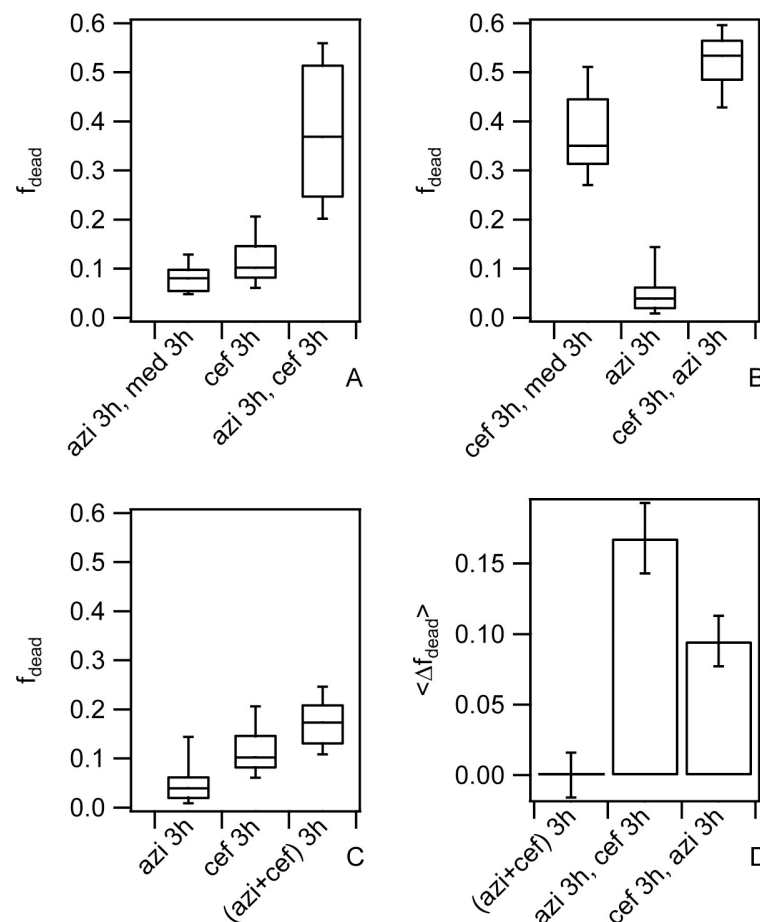 0.6
0.5
0.4
0.3
0.2
0.1
0.0
f_dead
azi 3h, med 3h
cef 3h
azi 3h, cef 3h
A
0.6
0.5
0.4
0.3
0.2
0.1
0.0
f_dead
cef 3h, med 3h
azi 3h
cef 3h, azi 3h
B
0.6
0.5
0.4
0.3
0.2
0.1
0.0
f_dead
azi 3h
cef 3h
(azi+cef) 3h
C
0.15
0.10
0.05
0.00
<Δf_dead>
(azi+cef) 3h
azi 3h, cef 3h
cef 3h, azi 3h
D